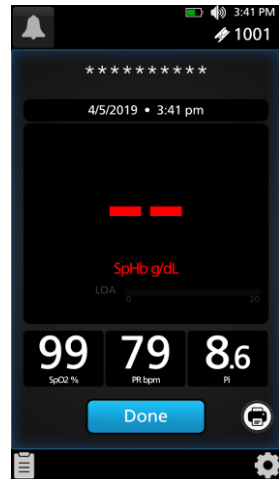 3:41 PM
1001
**********
4/5/2019 • 3:41 pm
-- 
SpHb g/dL
LOA
0 20
99 79 8.6
SpO2 % PR bpm Pi
Done